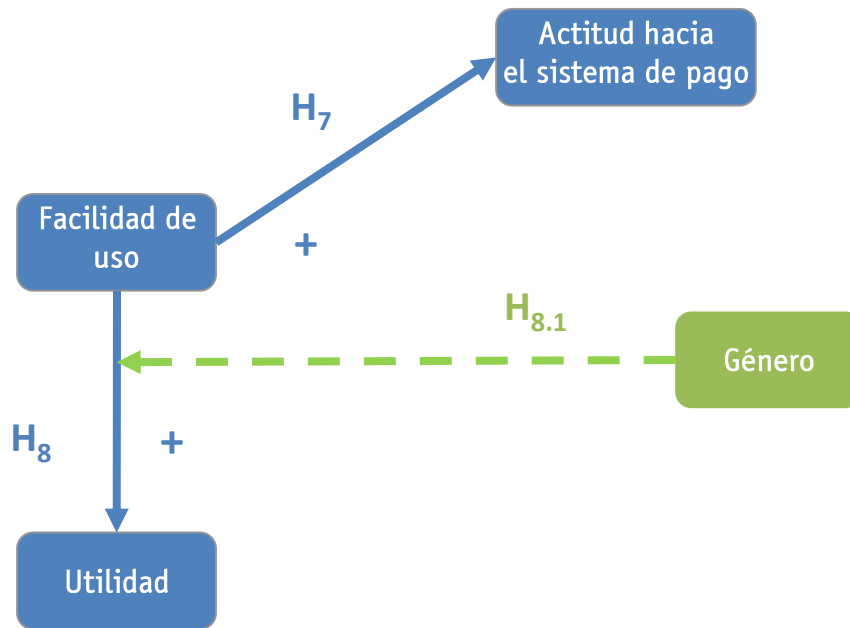 Actitud hacia
el sistema de pago
H7
Facilidad de
uso
+
H8.1
Género
H8
+
Utilidad